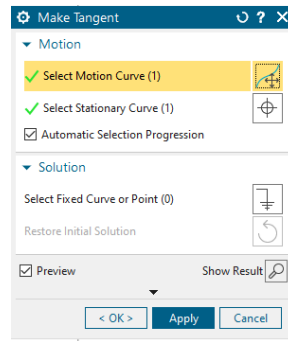 Make Tangent
Motion
Select Motion Curve (1)
Select Stationary Curve (1)
Automatic Selection Progression
Solution
Select Fixed Curve or Point (0)
Restore Initial Solution
Preview
Show Result
< OK >
Apply
Cancel